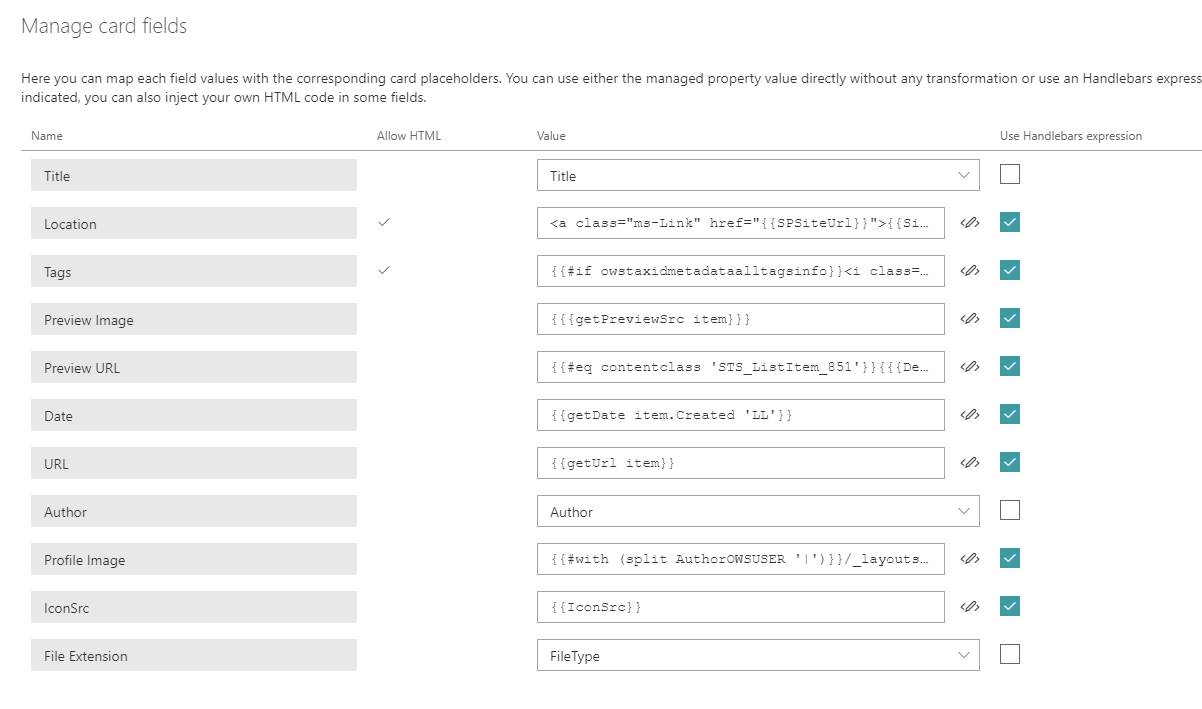 Manage card fields
Here you can map each field values with the corresponding card placeholders. You can use either the managed property value directly without any transformation or use an Handlebars express
indicated, you can also inject your own HTML code in some fields.
Name Allow HTML Value Use Handlebars expression
Title Title
Location <a class="ms-Link" href="{{SPSiteUrl}}">{{Si...
Tags {{#if owstaxidmetadataalltagsinfo}}<i class=...
Preview Image {{{getPreviewSrc item}}}
Preview URL {{#eq contentclass 'STS_ListItem_851'}}{{{De...
Date {{getDate item.Created 'LL'}}
URL {{getUrl item}}
Author Author
Profile Image {{#with (split AuthorOWSUSER '|')}}/_layouts...
IconSrc {{IconSrc}}
File Extension FileType